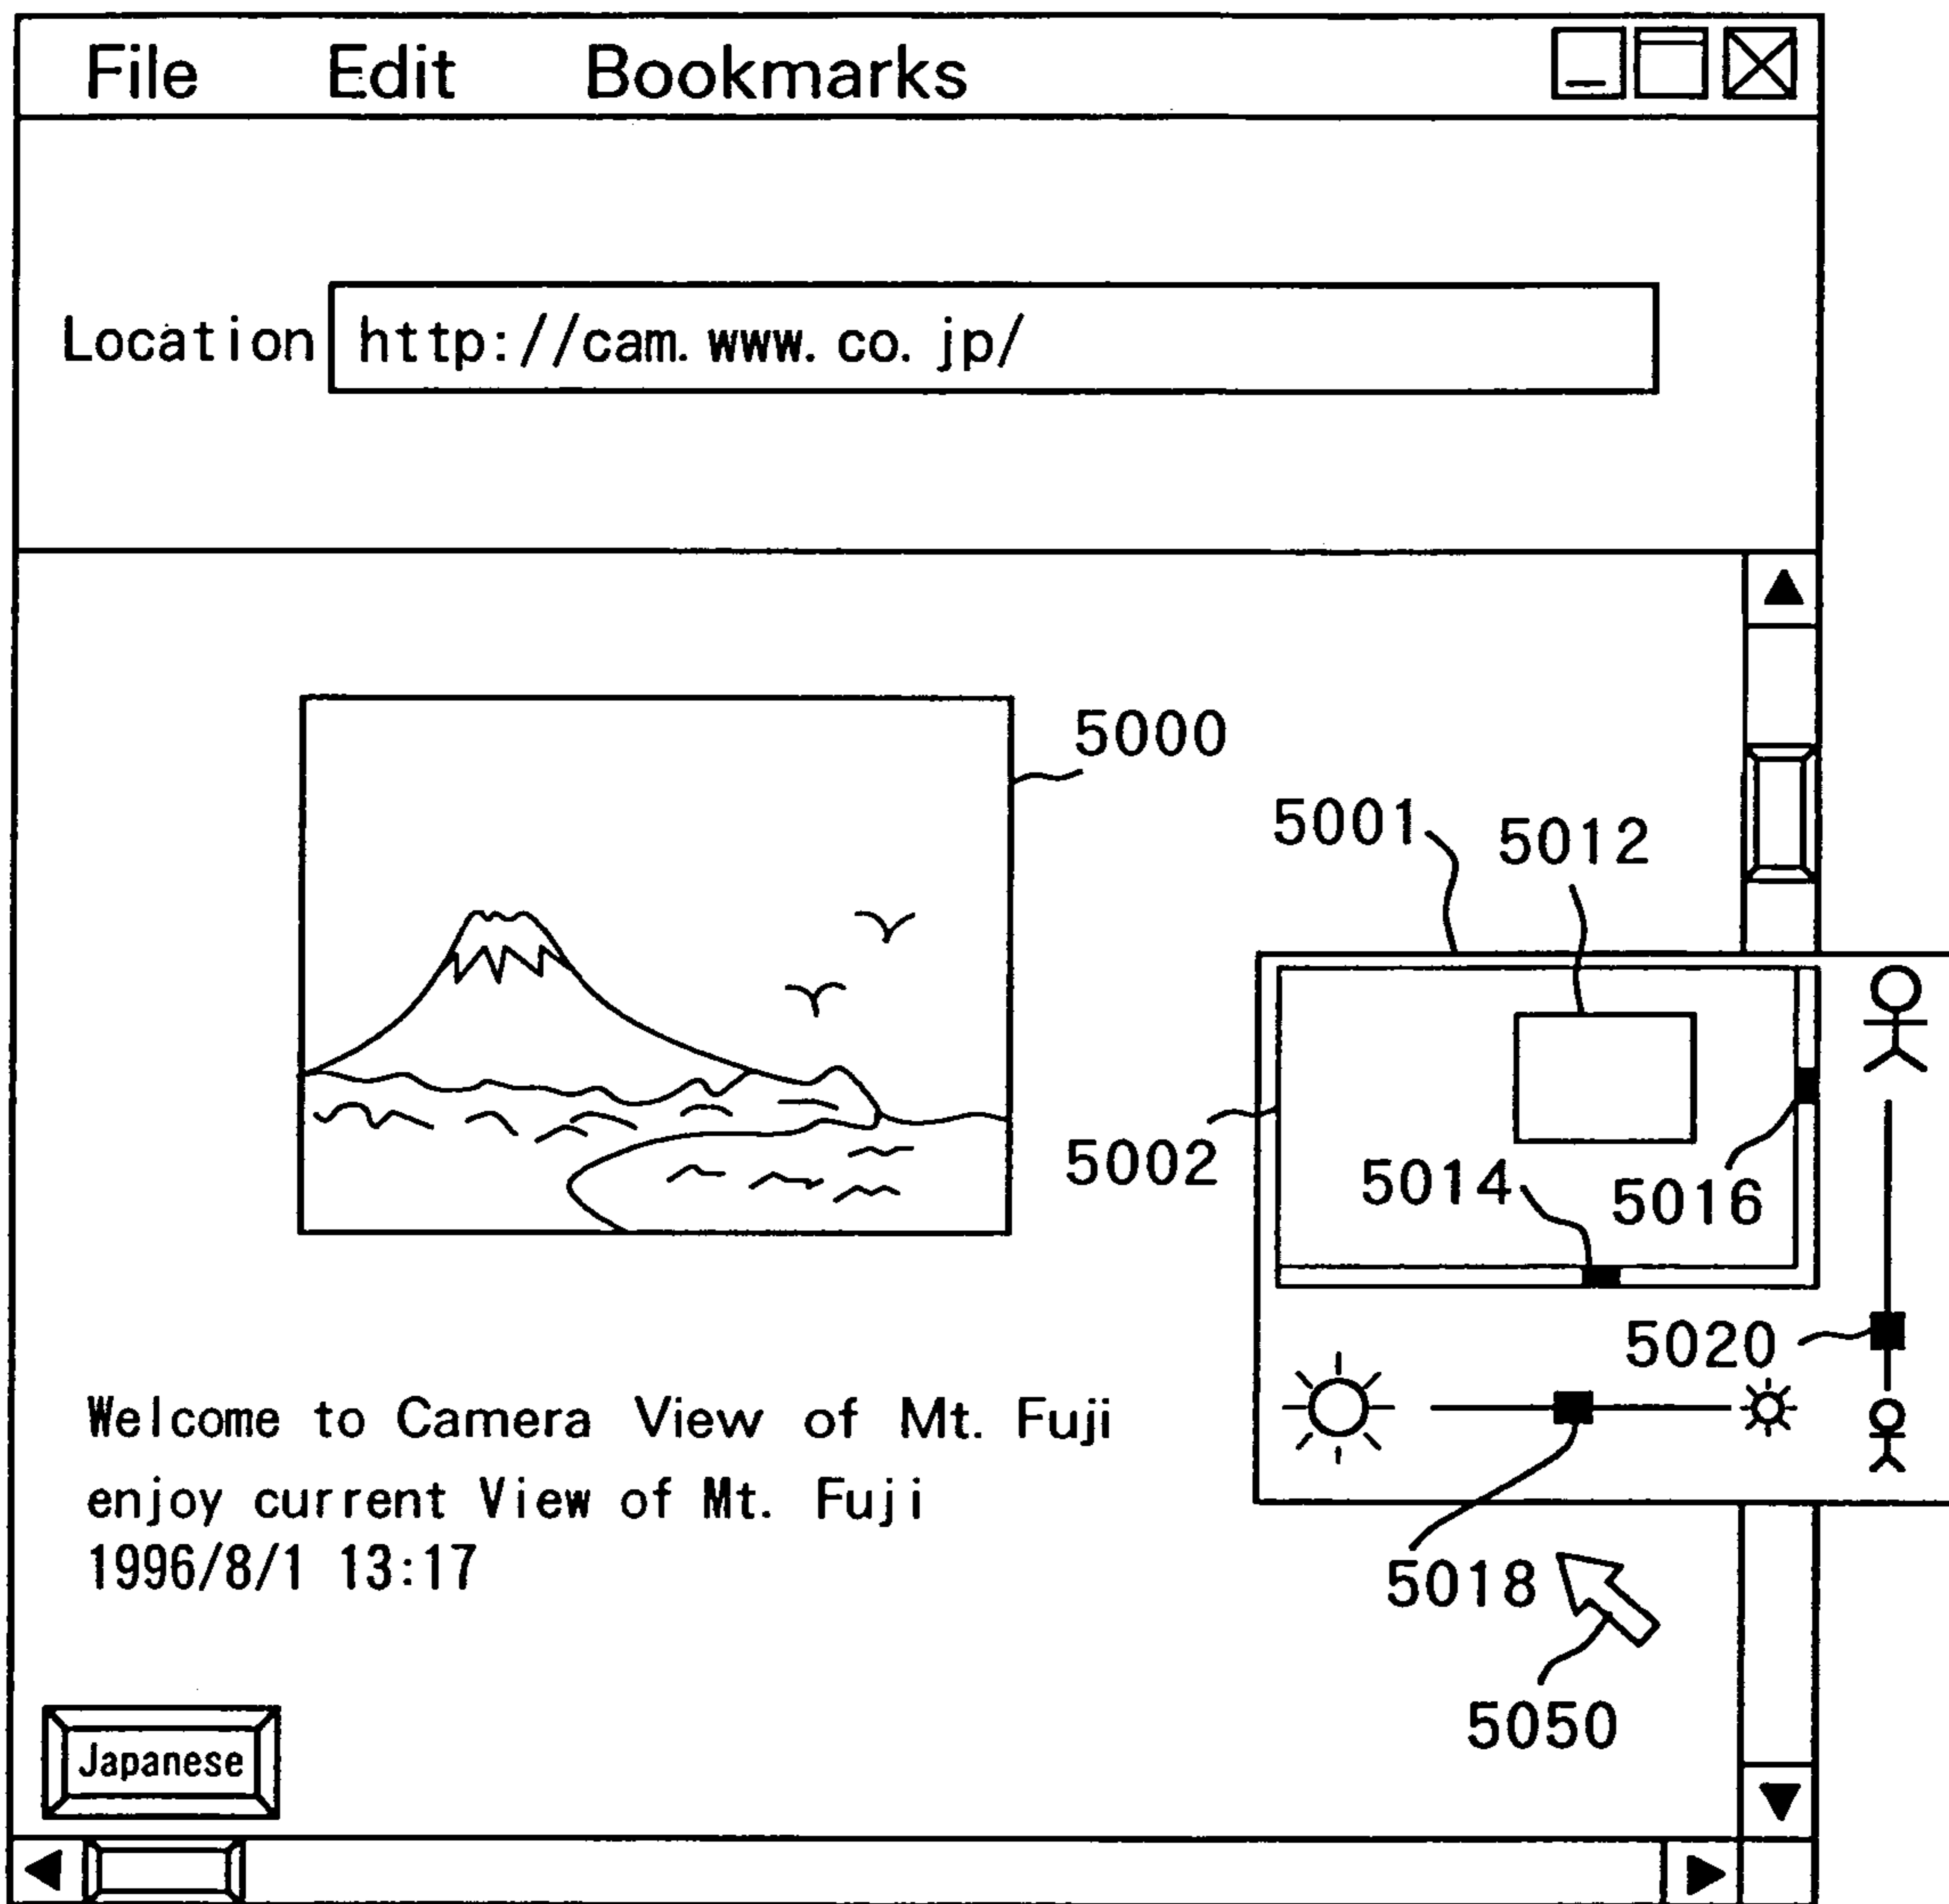 File Edit Bookmarks
Location http://cam.www.co.jp/
5000
5001 5012
5002 5014 5016
5020
Welcome to Camera View of Mt. Fuji
enjoy current View of Mt. Fuji
1996/8/1 13:17
5018
5050
Japanese